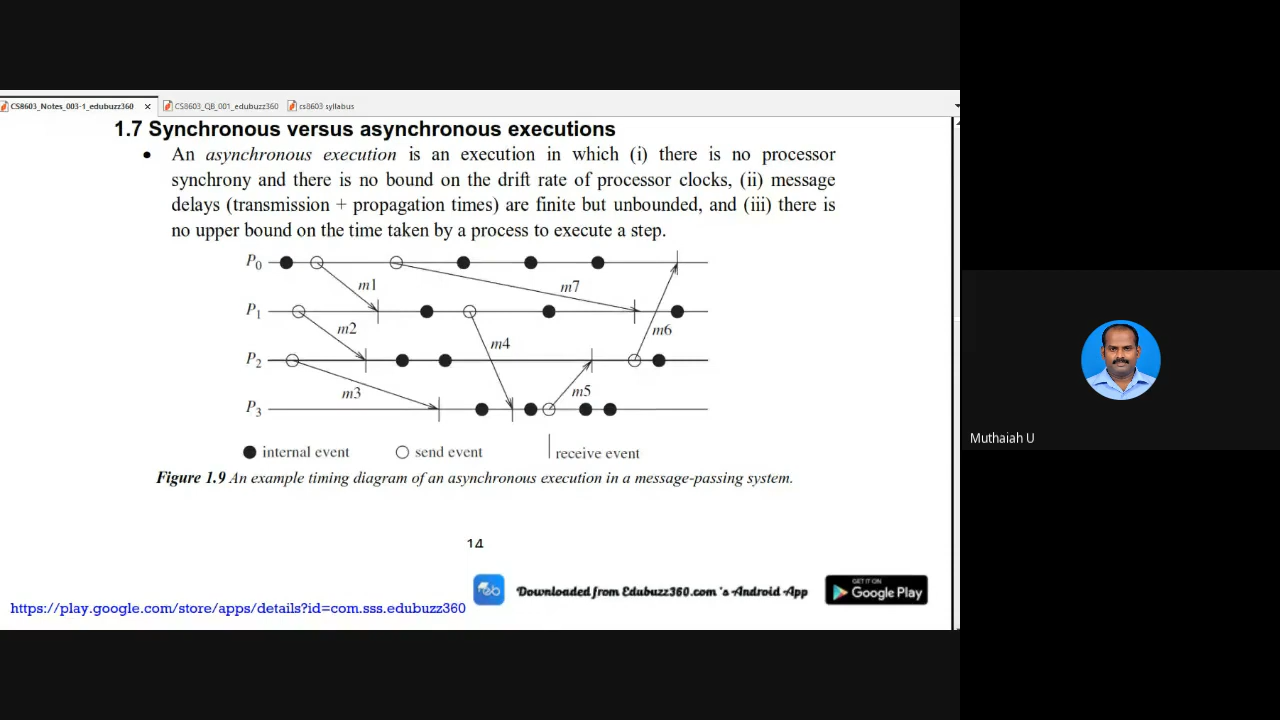 CS8603_Notes_003-1_edubuzz360 × CS8603_QB_001_edubuzz360 cs8603 syllabus
1.7 Synchronous versus asynchronous executions
• An asynchronous execution is an execution in which (i) there is no processor
synchrony and there is no bound on the drift rate of processor clocks, (ii) message
delays (transmission + propagation times) are finite but unbounded, and (iii) there is
no upper bound on the time taken by a process to execute a step.
P0
m1
m7
P1
m2
m4
m6
P2
m3
m5
P3
internal event send event receive event
Figure 1.9 An example timing diagram of an asynchronous execution in a message-passing system.
14
Downloaded from Edubuzz360.com 's Android App
GET IT ON
Google Play
https://play.google.com/store/apps/details?id=com.sss.edubuzz360
Muthaiah U